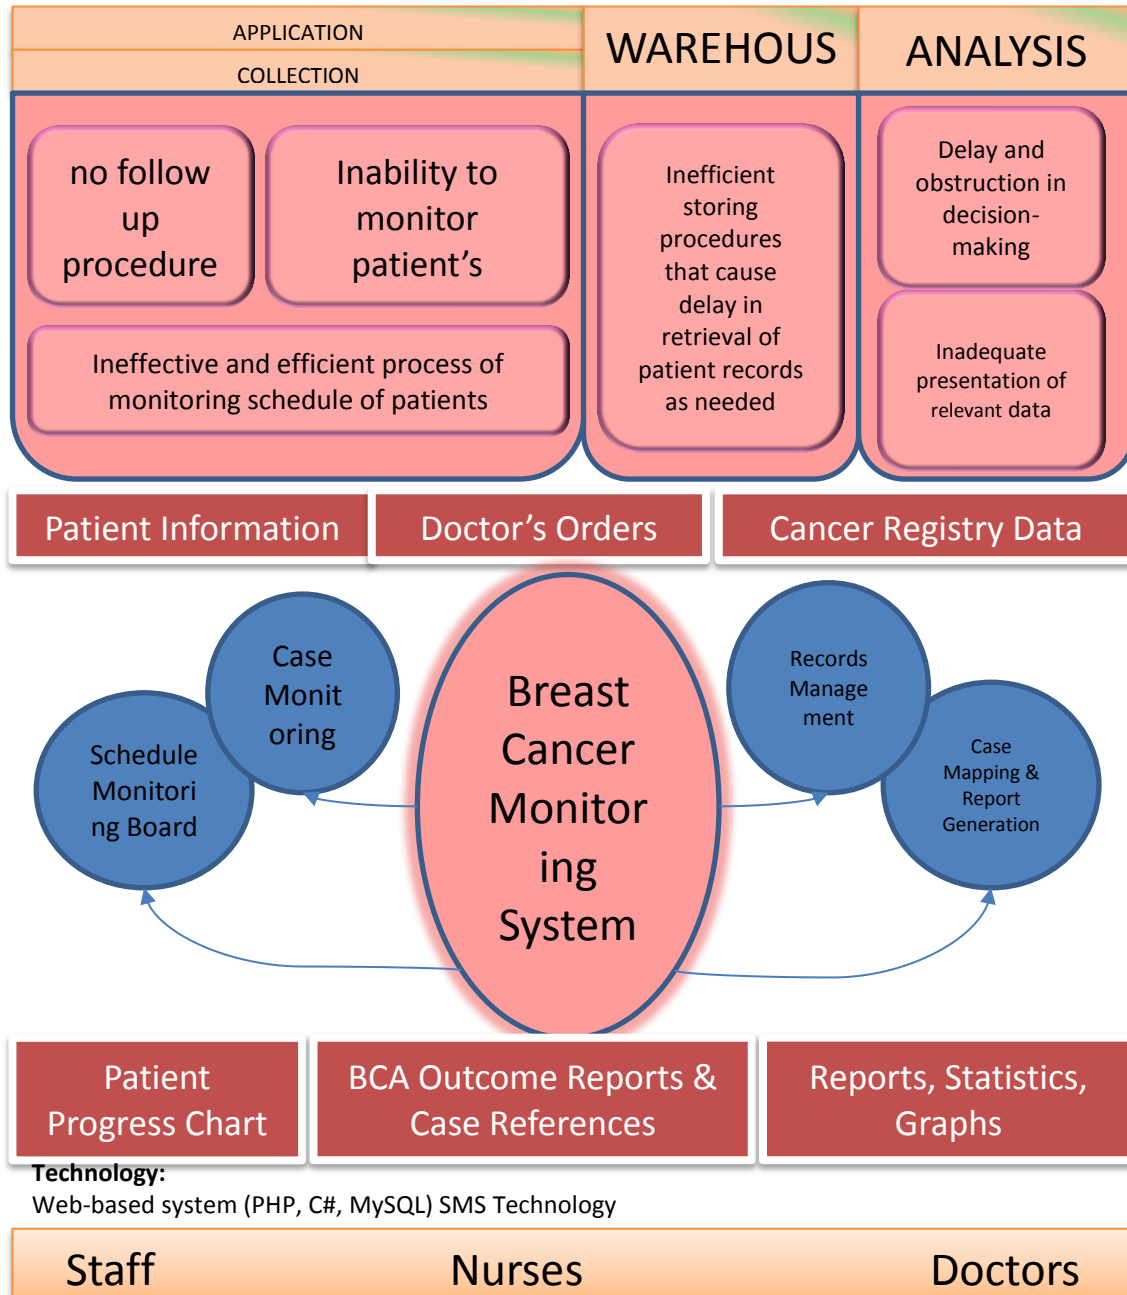 APPLICATION
COLLECTION
WAREHOUS
ANALYSIS
no follow
up
procedure
Inability to
monitor
patient’s
Ineffective and efficient process of
monitoring schedule of patients
Inefficient
storing
procedures
that cause
delay in
retrieval of
patient records
as needed
Delay and
obstruction in
decision-
making
Inadequate
presentation of
relevant data
Patient Information
Doctor’s Orders
Cancer Registry Data
Case
Monit
oring
Schedule
Monitori
ng Board
Breast
Cancer
Monitor
ing
System
Records
Manage
ment
Case
Mapping &
Report
Generation
Patient
Progress Chart
BCA Outcome Reports &
Case References
Reports, Statistics,
Graphs
Technology:
Web-based system (PHP, C#, MySQL) SMS Technology
Staff
Nurses
Doctors